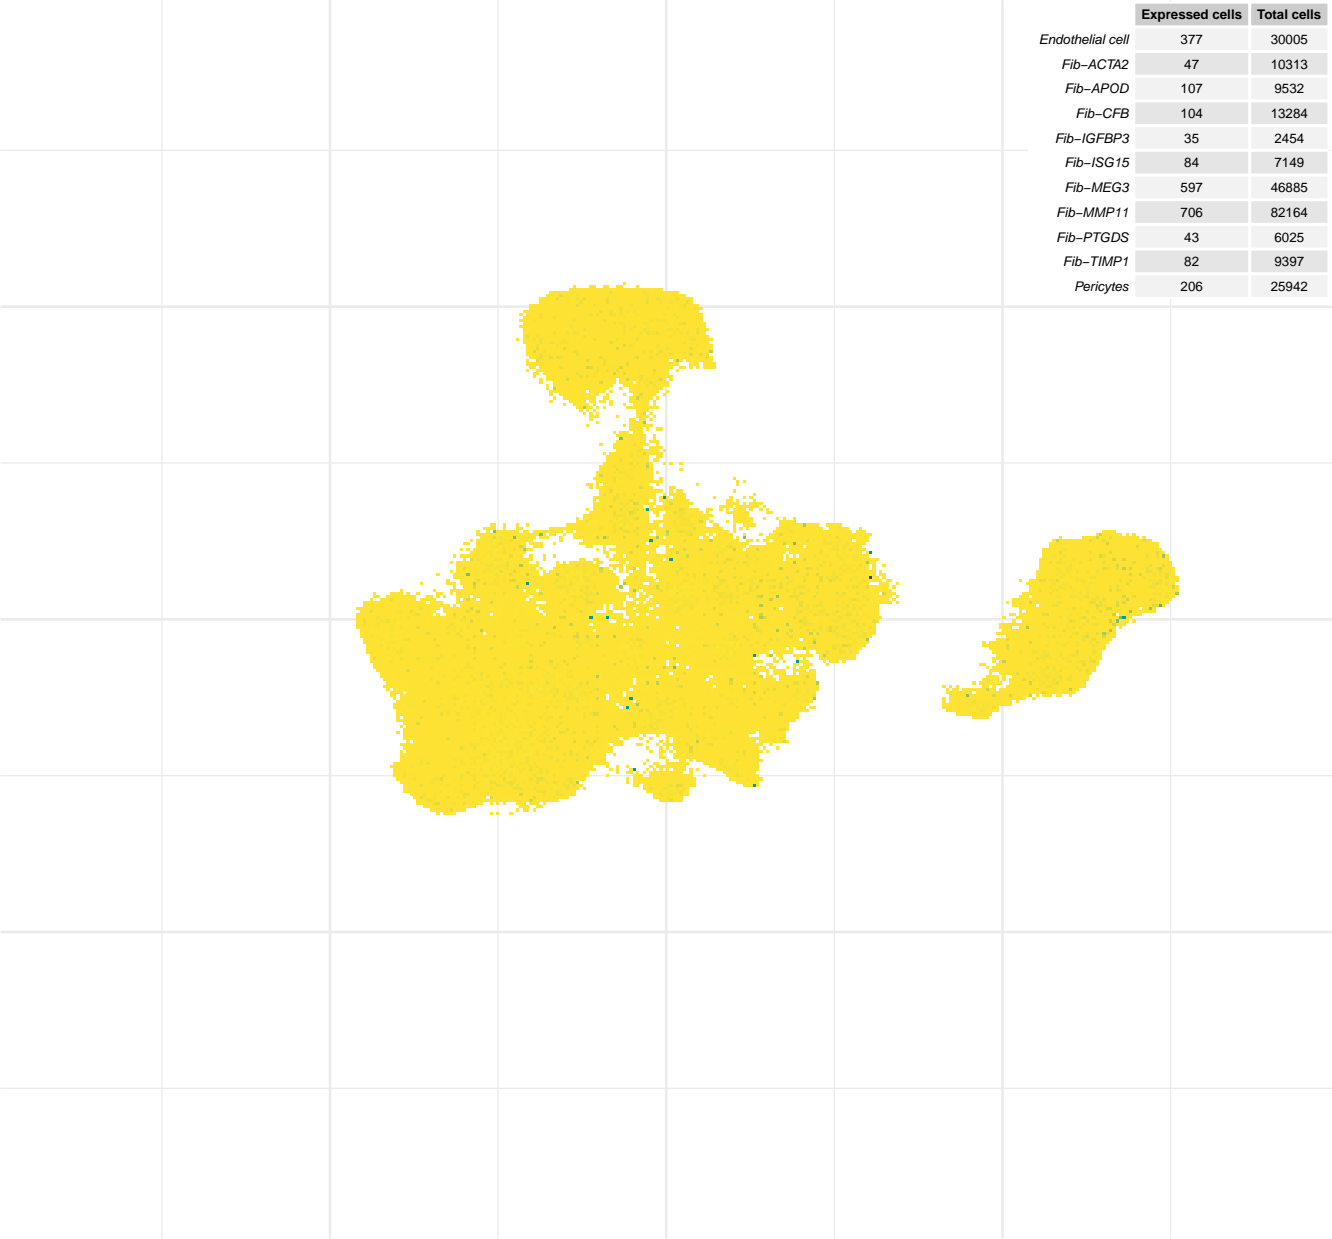 Expressed cells Total cells
Endothelial cell 377 30005
Fib−ACTA2 47 10313
Fib−APOD 107 9532
Fib−CFB 104 13284
Fib−IGFBP3 35 2454
Fib−ISG15 84 7149
Fib−MEG3 597 46885
Fib−MMP11 706 82164
Fib−PTGDS 43 6025
Fib−TIMP1 82 9397
Pericytes 206 25942